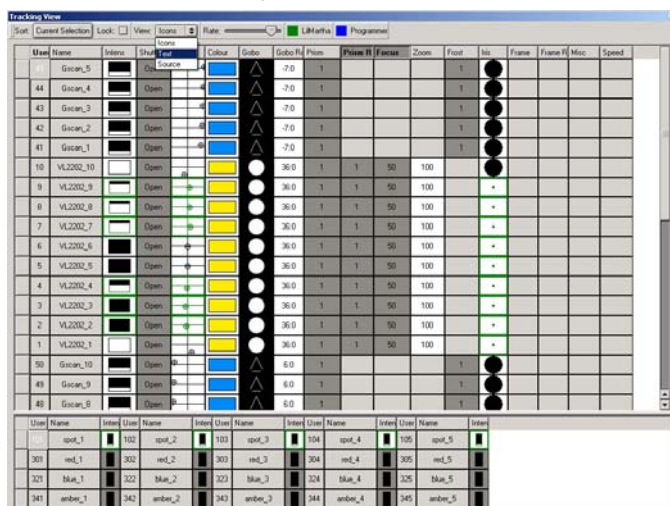 Tracking View
Sort: Current Selection Lock: View: Icons Rate: LilMartha Programmer
Icons
Text
Source
User Name Intens Colour Gobo Gobo R Prism Prism R Focus Zoom Frost Iris Frame Frame R Misc Speed
Gscan_5 -7:0 1 1
44 Gscan_4 Open -7:0 1 1
43 Gscan_3 Open -7:0 1 1
42 Gscan_2 Open -7:0 1 1
41 Gscan_1 Open -7:0 1 1
10 VL2202_10 Open 36:0 1 1 50 100
9 VL2202_9 Open 36:0 1 1 50 100
8 VL2202_8 Open 36:0 1 1 50 100
7 VL2202_7 Open 36:0 1 1 50 100
6 VL2202_6 Open 36:0 1 1 50 100
5 VL2202_5 Open 36:0 1 1 50 100
4 VL2202_4 Open 36:0 1 1 50 100
3 VL2202_3 Open 36:0 1 1 50 100
2 VL2202_2 Open 36:0 1 1 50 100
1 VL2202_1 Open 36:0 1 1 50 100
50 Gscan_10 Open 6:0 1 1
49 Gscan_9 Open 6:0 1 1
48 Gscan_8 Open 6:0 1 1
User Name Inten User Name Inten User Name Inten User Name Inten User Name Inten
spot_1 102 spot_2 103 spot_3 104 spot_4 105 spot_5
301 red_1 302 red_2 303 red_3 304 red_4 305 red_5
321 blue_1 322 blue_2 323 blue_3 324 blue_4 325 blue_5
341 amber_1 342 amber_2 343 amber_3 344 amber_4 345 amber_5